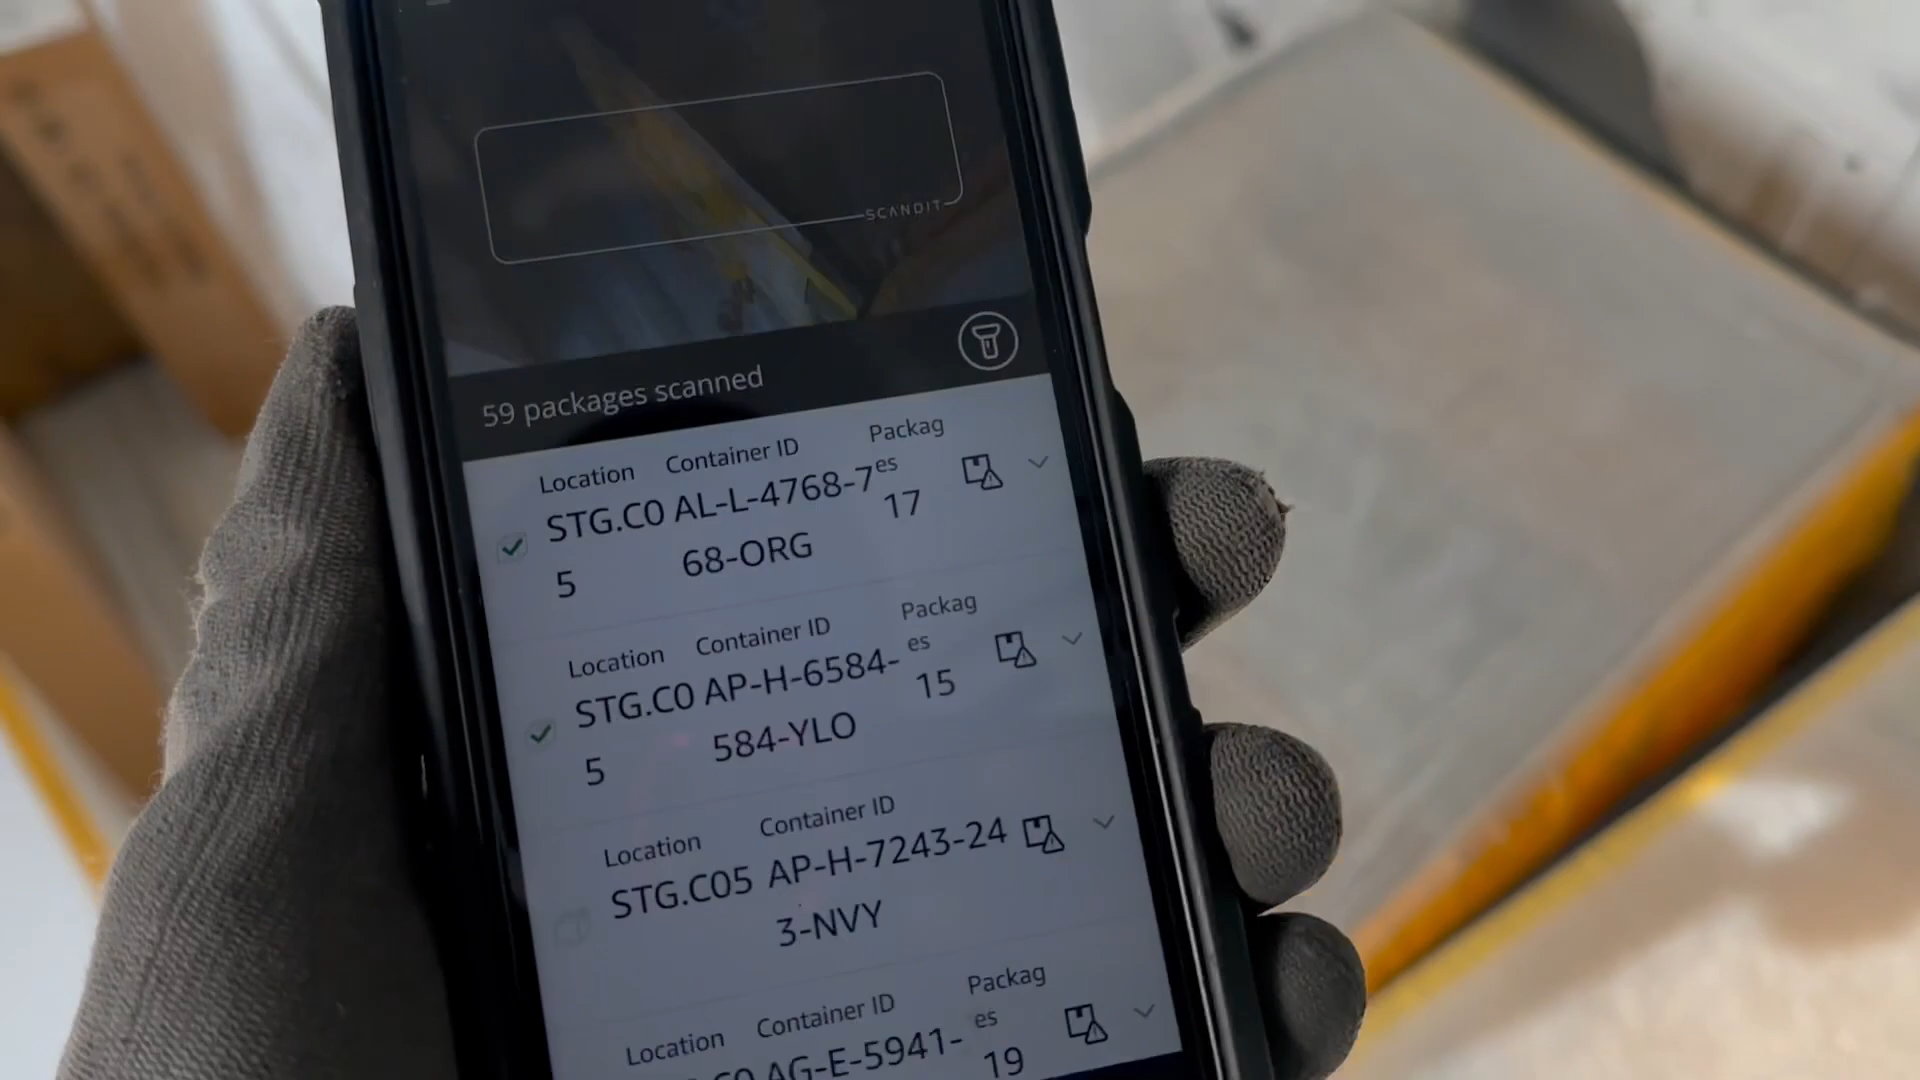 SCANDIT
59 packages scanned
Location Container ID Packag
es
STG.C0 AL-L-4768-7 17
5 68-ORG
Location Container ID Packag
es
STG.C0 AP-H-6584- 15
5 584-YLO
Location Container ID
STG.C05 AP-H-7243-24
3-NVY
Location Container ID Packag
es
C0 AG-E-5941- 19